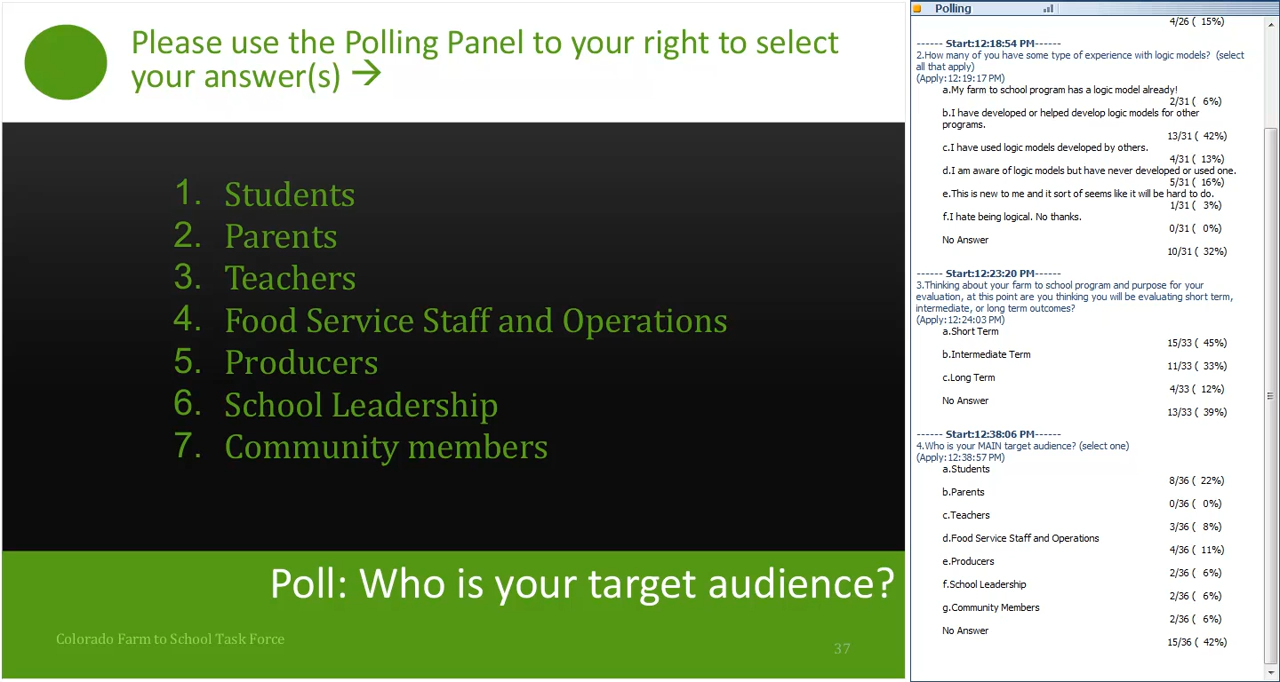 Please use the Polling Panel to your right to select
your answer(s) →
1. Students
2. Parents
3. Teachers
4. Food Service Staff and Operations
5. Producers
6. School Leadership
7. Community members
Poll: Who is your target audience?
Colorado Farm to School Task Force
37
Polling
4/26 ( 15%)
------ Start:12:18:54 PM------
2.How many of you have some type of experience with logic models? (select
all that apply)
(Apply:12:19:17 PM)
a.My farm to school program has a logic model already!
2/31 ( 6%)
b.I have developed or helped develop logic models for other
programs.
13/31 ( 42%)
c.I have used logic models developed by others.
4/31 ( 13%)
d.I am aware of logic models but have never developed or used one.
5/31 ( 16%)
e.This is new to me and it sort of seems like it will be hard to do.
1/31 ( 3%)
f.I hate being logical. No thanks.
0/31 ( 0%)
No Answer
10/31 ( 32%)
------ Start:12:23:20 PM------
3.Thinking about your farm to school program and purpose for your
evaluation, at this point are you thinking you will be evaluating short term,
intermediate, or long term outcomes?
(Apply:12:24:03 PM)
a.Short Term
15/33 ( 45%)
b.Intermediate Term
11/33 ( 33%)
c.Long Term
4/33 ( 12%)
No Answer
13/33 ( 39%)
------ Start:12:38:06 PM------
4.Who is your MAIN target audience? (select one)
(Apply:12:38:57 PM)
a.Students
8/36 ( 22%)
b.Parents
0/36 ( 0%)
c.Teachers
3/36 ( 8%)
d.Food Service Staff and Operations
4/36 ( 11%)
e.Producers
2/36 ( 6%)
f.School Leadership
2/36 ( 6%)
g.Community Members
2/36 ( 6%)
No Answer
15/36 ( 42%)